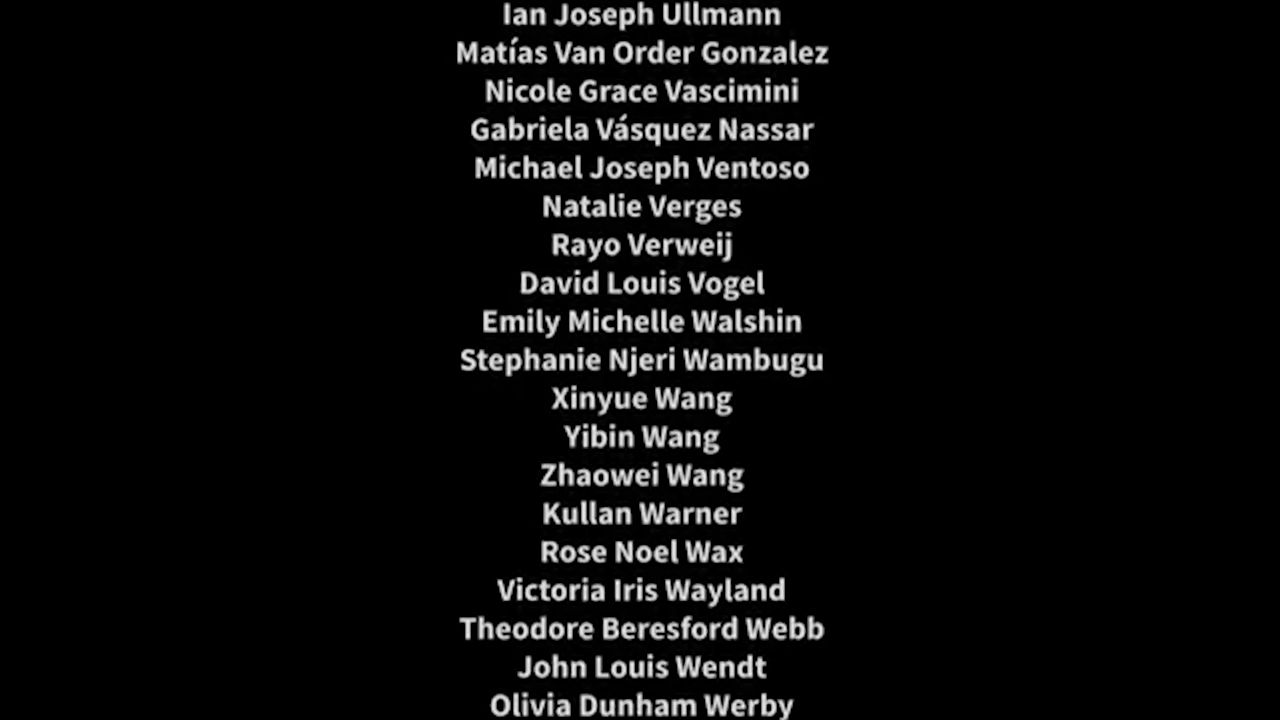 Ian Joseph Ullmann
Matías Van Order Gonzalez
Nicole Grace Vascimini
Gabriela Vásquez Nassar
Michael Joseph Ventoso
Natalie Verges
Rayo Verweij
David Louis Vogel
Emily Michelle Walshin
Stephanie Njeri Wambugu
Xinyue Wang
Yibin Wang
Zhaowei Wang
Kullan Warner
Rose Noel Wax
Victoria Iris Wayland
Theodore Beresford Webb
John Louis Wendt
Olivia Dunham Werby